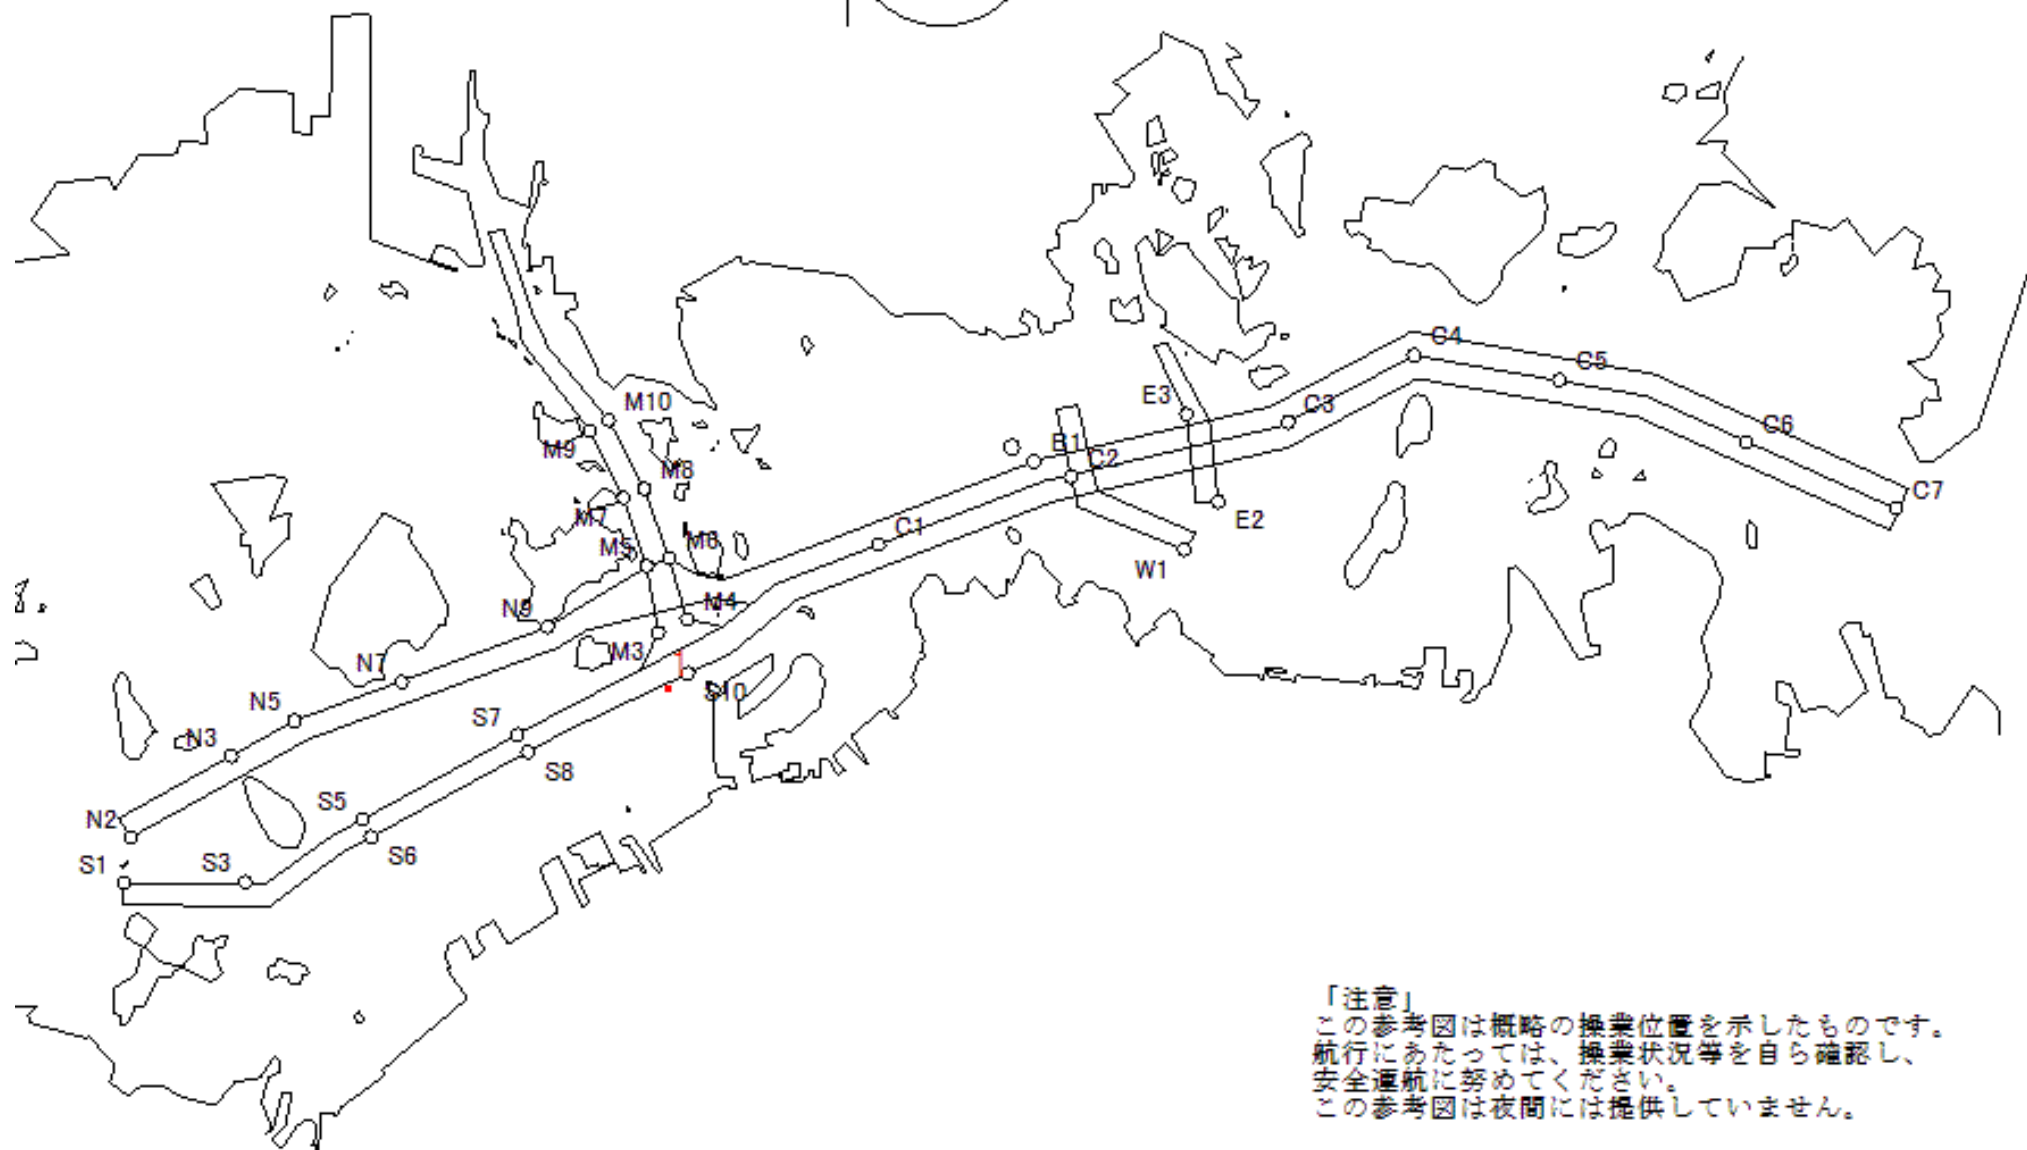 C4
C5
M10
E3
C3
C6
B1
M9
C2
M8
C7
M7
E2
C1
M6
M5
W1
N9
M4
M3
N7
1
S10
N5
S7
N3
S8
S5
N2
S6
S1
S3
「注意」
この参考図は概略の操業位置を示したものです。
航行にあたっては、操業状況等を自ら確認し、
安全運航に努めてください。
この参考図は夜間には提供していません。